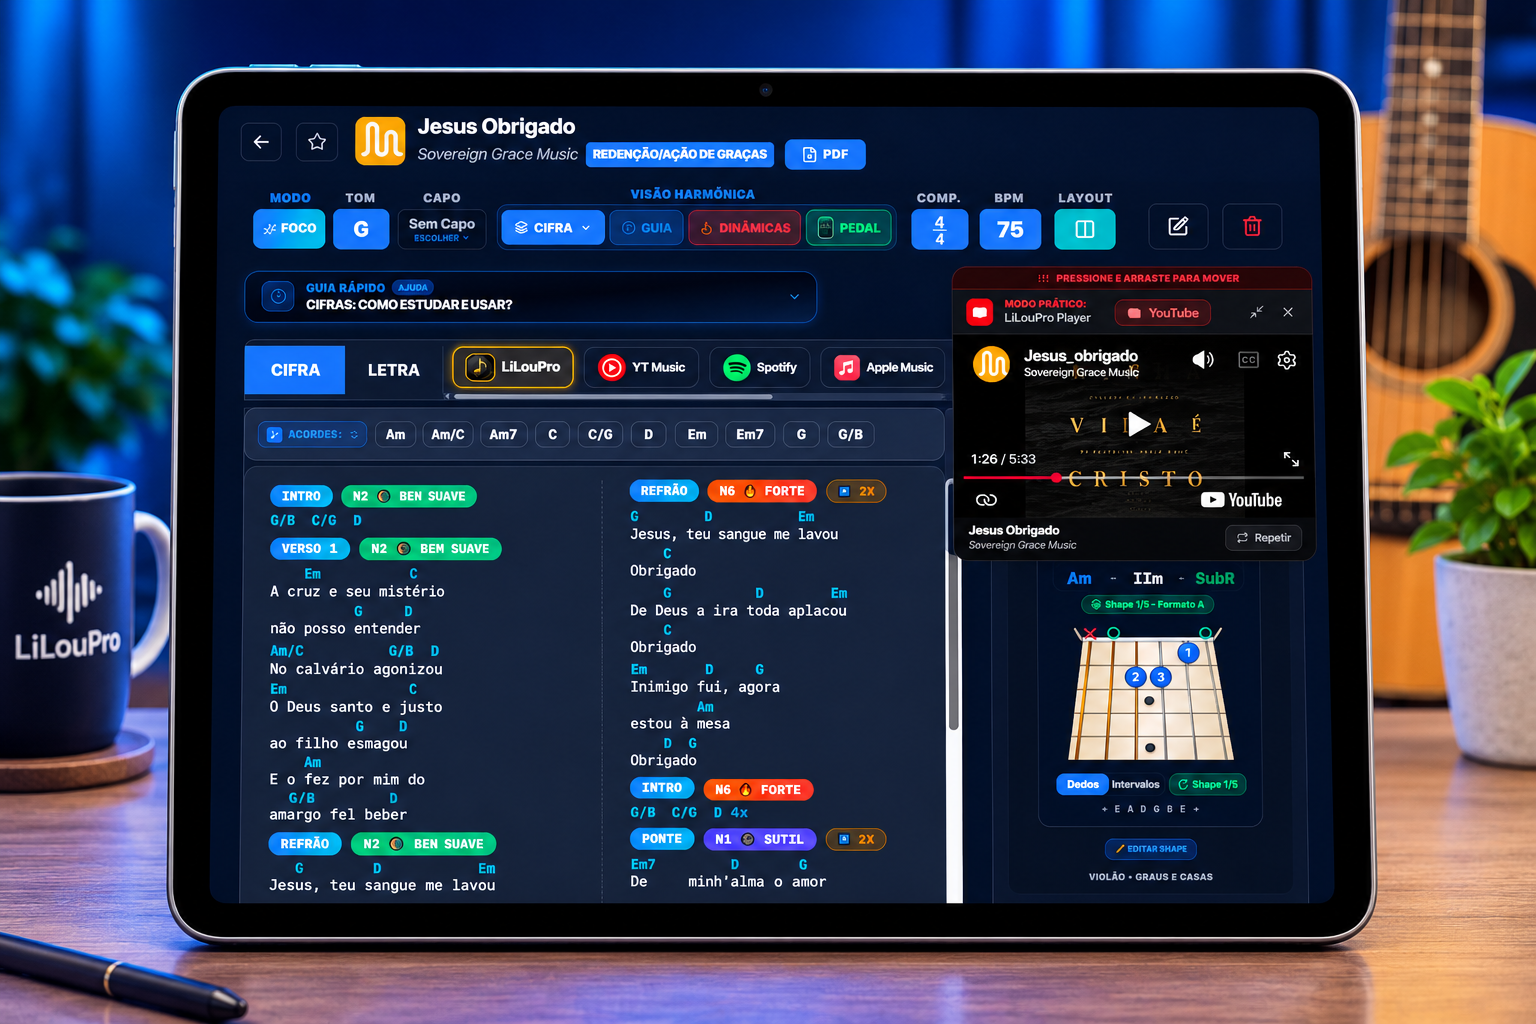 Jesus Obrigado
Sovereign Grace Music
REDENÇÃO/AÇÃO DE GRAÇAS
PDF
MODO
TOM
CAPO
VISÃO HARMÔNICA
COMP.
BPM
LAYOUT
FOCO
G
Sem Capo
ESCOLHER
CIFRA
GUIA
DINÂMICAS
PEDAL
4
4
75
GUIA RÁPIDO
AJUDA
CIFRAS: COMO ESTUDAR E USAR?
CIFRA
LETRA
LiLouPro
YT Music
Spotify
Apple Music
ACORDES:
Am
Am/C
Am7
C
C/G
D
Em
Em7
G
G/B
INTRO N2 BEN SUAVE
G/B C/G D
VERSO 1 N2 BEM SUAVE
Em C
A cruz e seu mistério
G D
não posso entender
Am/C G/B D
No calvário agonizou
Em C
O Deus santo e justo
G D
ao filho esmagou
Am
E o fez por mim do
G/B D
amargo fel beber
REFRÃO N2 BEN SUAVE
G D Em
Jesus, teu sangue me lavou
REFRÃO N6 FORTE 2X
G D Em
Jesus, teu sangue me lavou
C
Obrigado
G D Em
De Deus a ira toda aplacou
C
Obrigado
Em D G
Inimigo fui, agora
Am
estou à mesa
D G
Obrigado
INTRO N6 FORTE
G/B C/G D 4x
PONTE N1 SUTIL 2X
Em7 D G
De minh'alma o amor
PRESSIONE E ARRASTE PARA MOVER
MODO PRÁTICO:
LiLouPro Player
YouTube
Jesus_obrigado
Sovereign Grace Music
CC
VIDA É
1:26 / 5:33
CRISTO
YouTube
Jesus Obrigado
Sovereign Grace Music
Repetir
Am - IIm - SubR
Shape 1/5 - Formato A
1
2 3
Dedos Intervalos Shape 1/5
+ E A D G B E +
EDITAR SHAPE
VIOLÃO • GRAUS E CASAS
LiLouPro